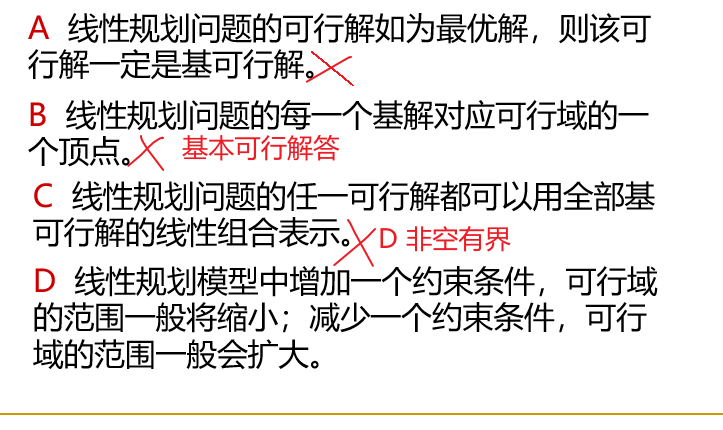 A 线性规划问题的可行解如为最优解，则该可
行解一定是基可行解。
B 线性规划问题的每一个基解对应可行域的一
个顶点。 基本可行解答
C 线性规划问题的任一可行解都可以用全部基
可行解的线性组合表示。 D 非空有界
D 线性规划模型中增加一个约束条件，可行域
的范围一般将缩小；减少一个约束条件，可行
域的范围一般会扩大。